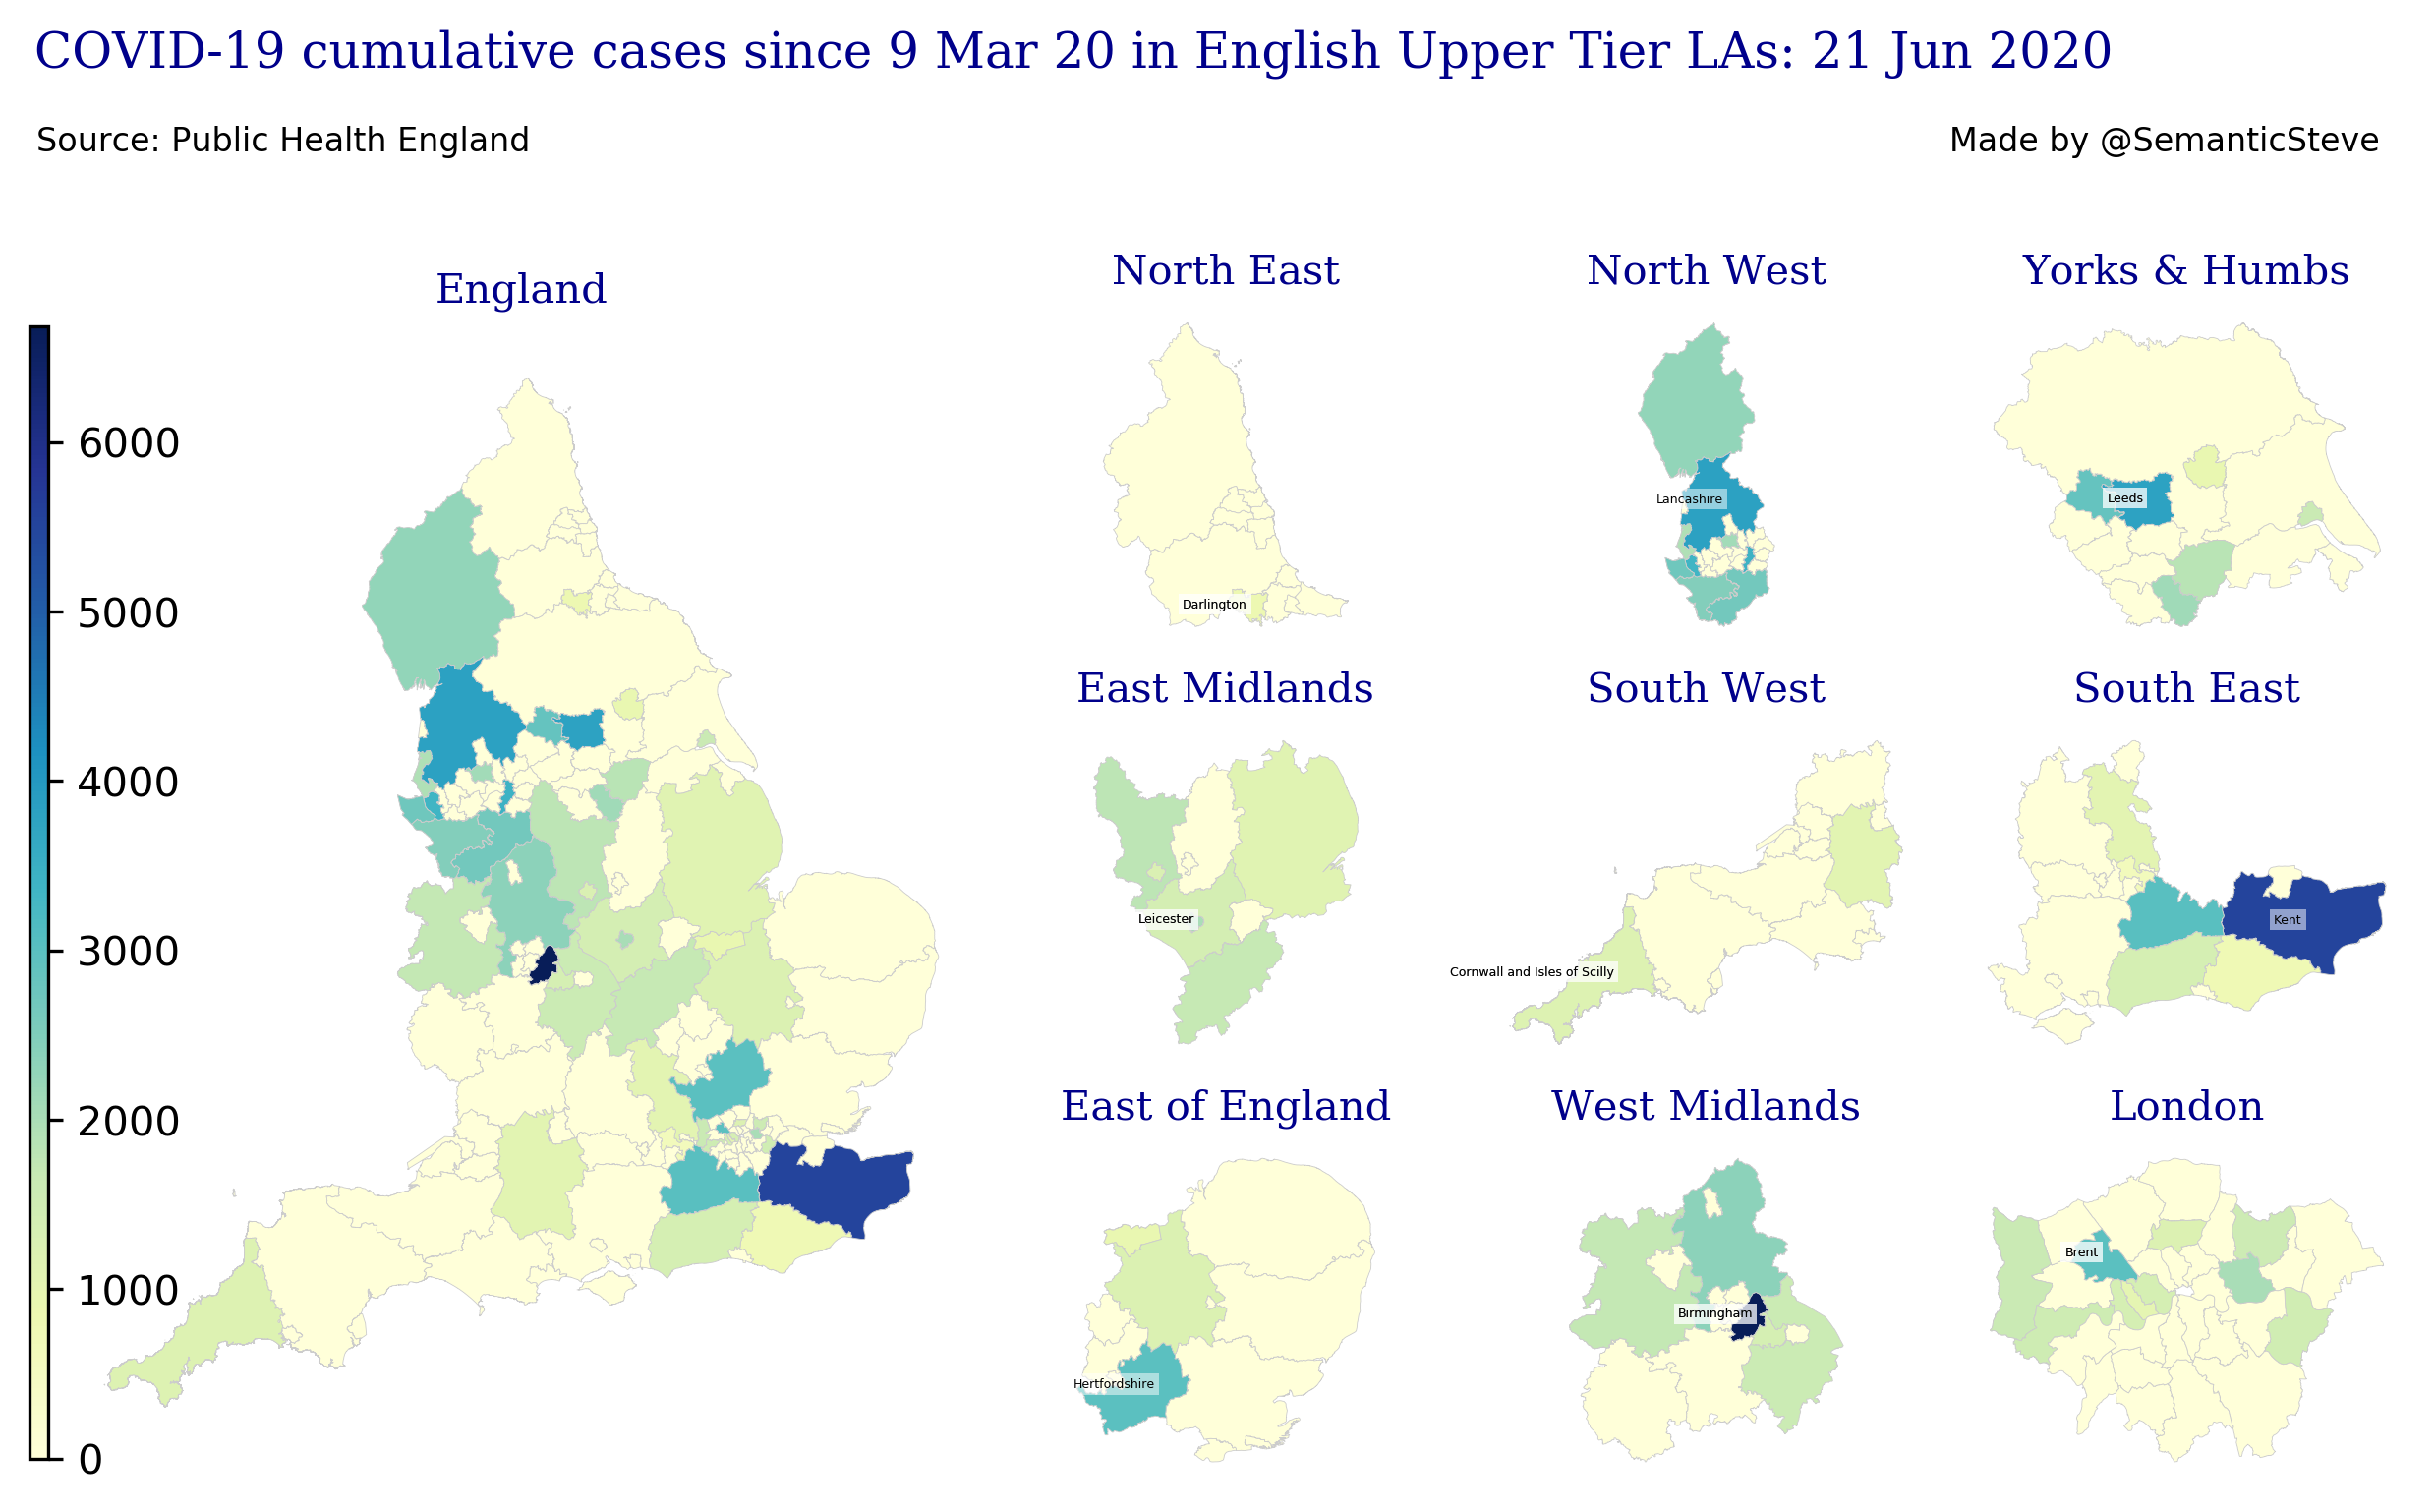 COVID-19 cumulative cases since 9 Mar 20 in English Upper Tier LAs: 21 Jun 2020
Source: Public Health England
Made by @SemanticSteve
England
6000
5000
4000
3000
2000
1000
0
North East
Darlington
North West
Lancashire
Yorks & Humbs
Leeds
East Midlands
Leicester
South West
Cornwall and Isles of Scilly
South East
Kent
East of England
Hertfordshire
West Midlands
Birmingham
London
Brent